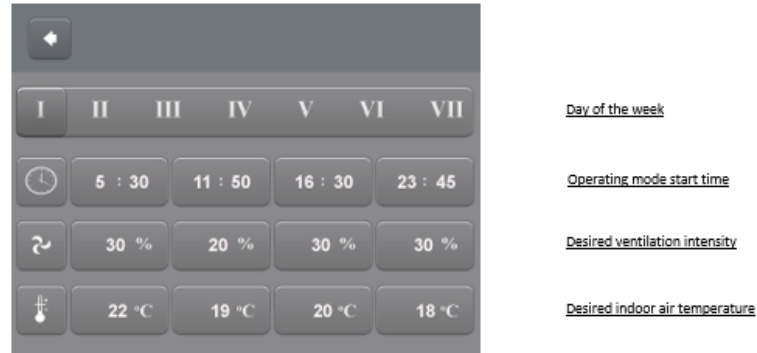 I II III IV V VI VII Day of the week
5 : 30 11 : 50 16 : 30 23 : 45 Operating mode start time
30 % 20 % 30 % 30 % Desired ventilation intensity
22 °C 19 °C 20 °C 18 °C Desired indoor air temperature